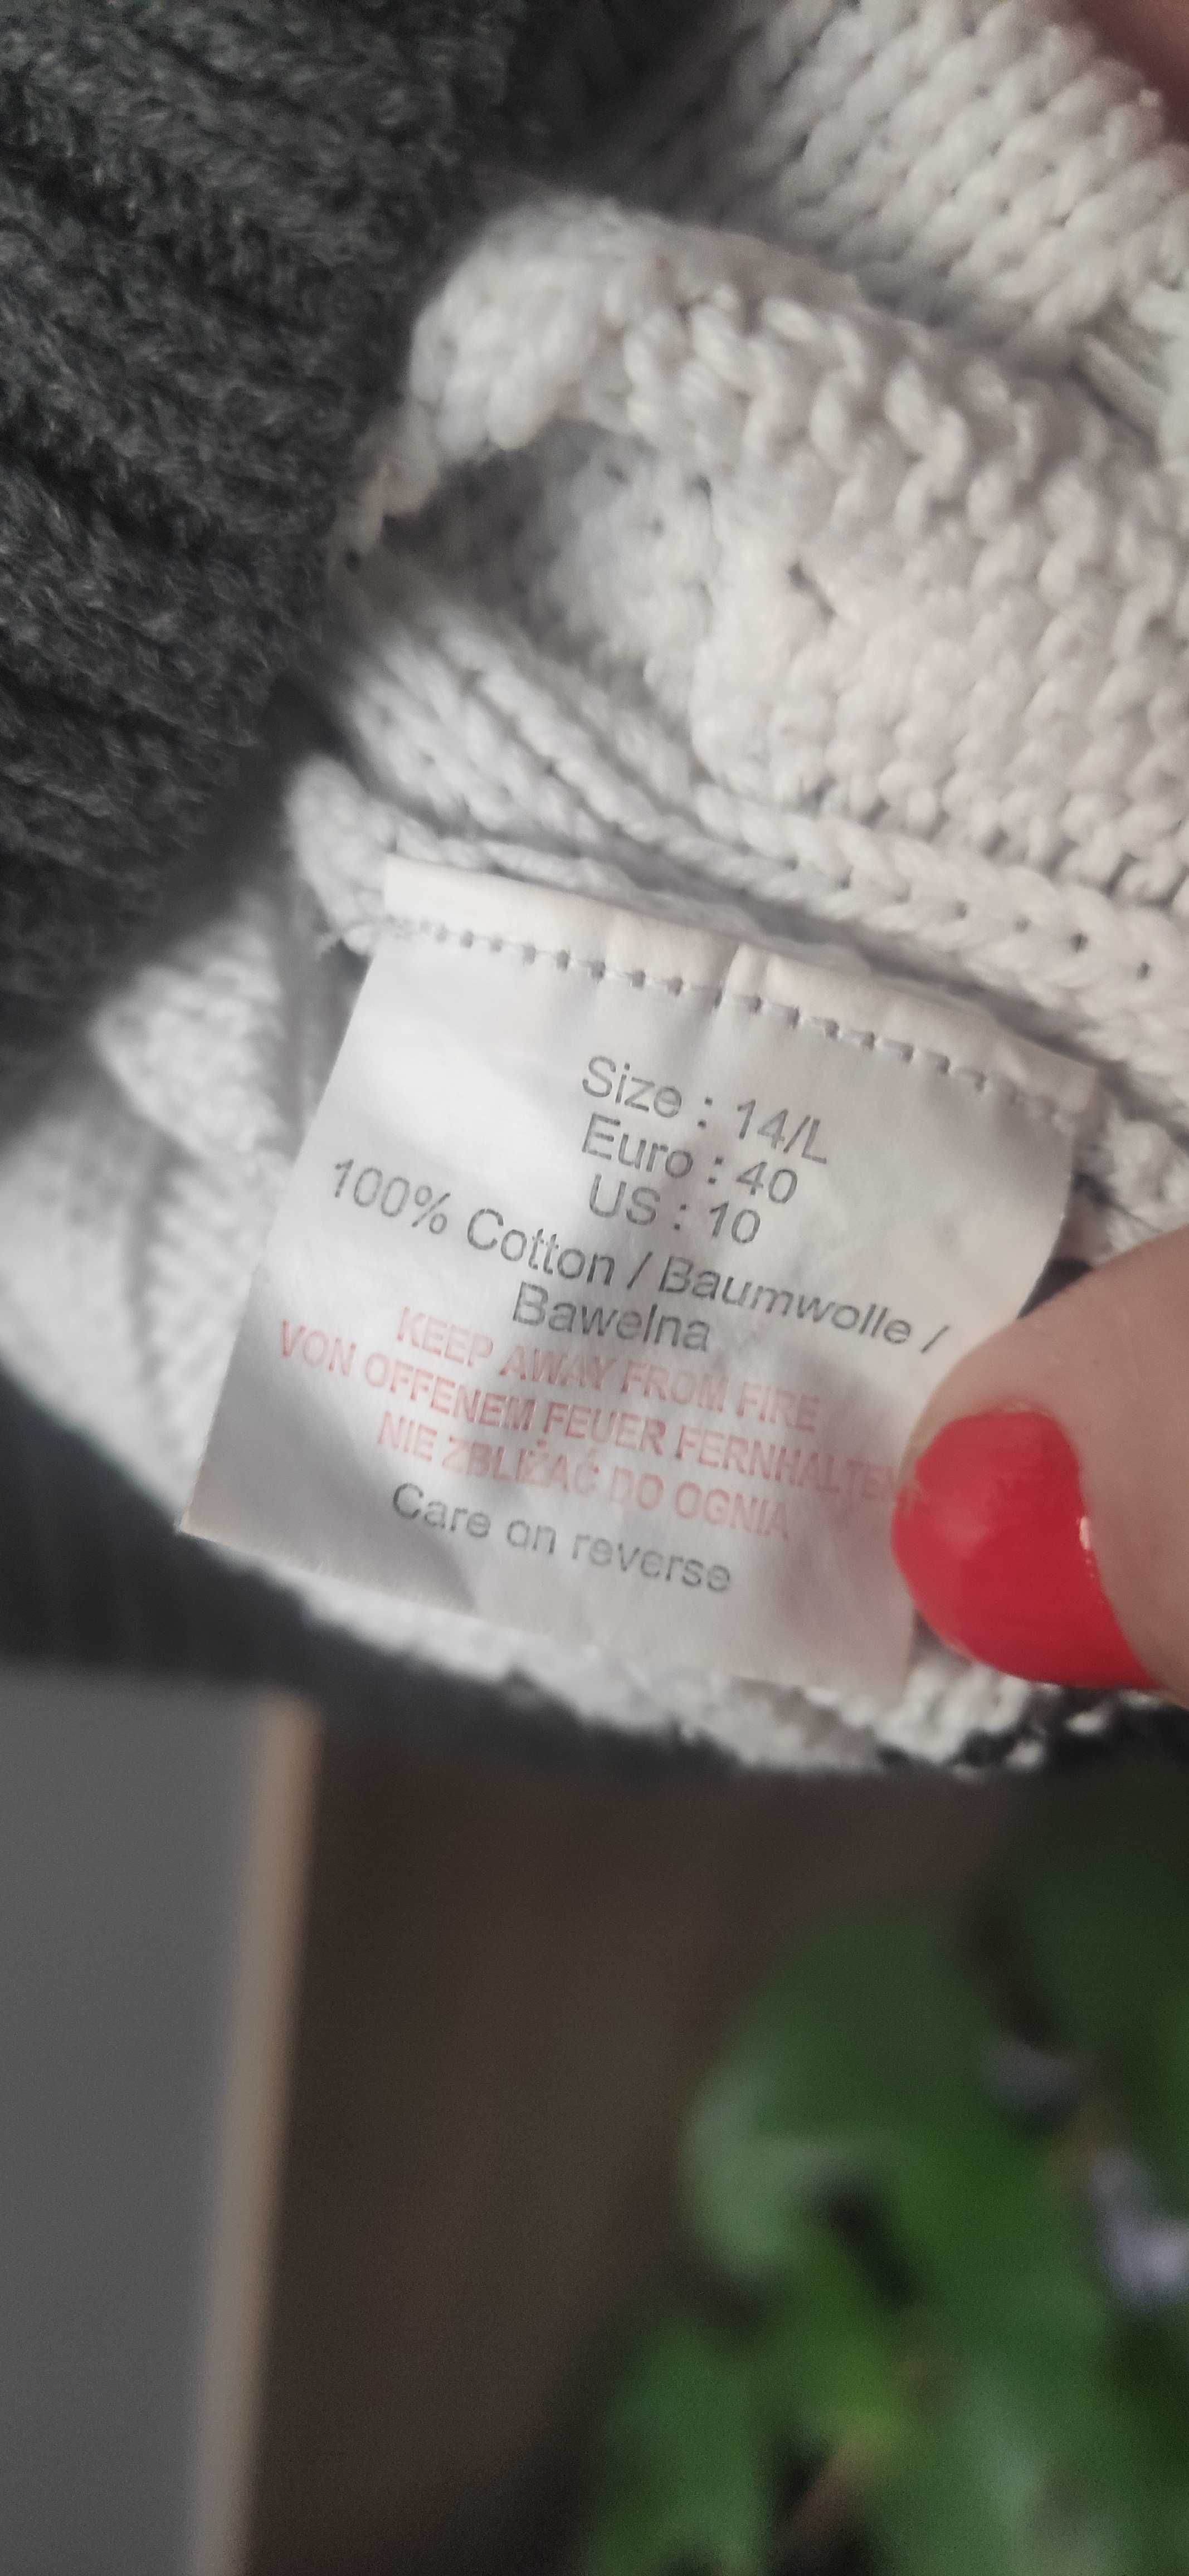 Size : 14/L
Euro : 40
US : 10
100% Cotton / Baumwolle /
Bawelna
KEEP AWAY FROM FIRE
VON OFFENEM FEUER FERNHALTEN
NIE ZBLIŻAĆ DO OGNIA
Care on reverse